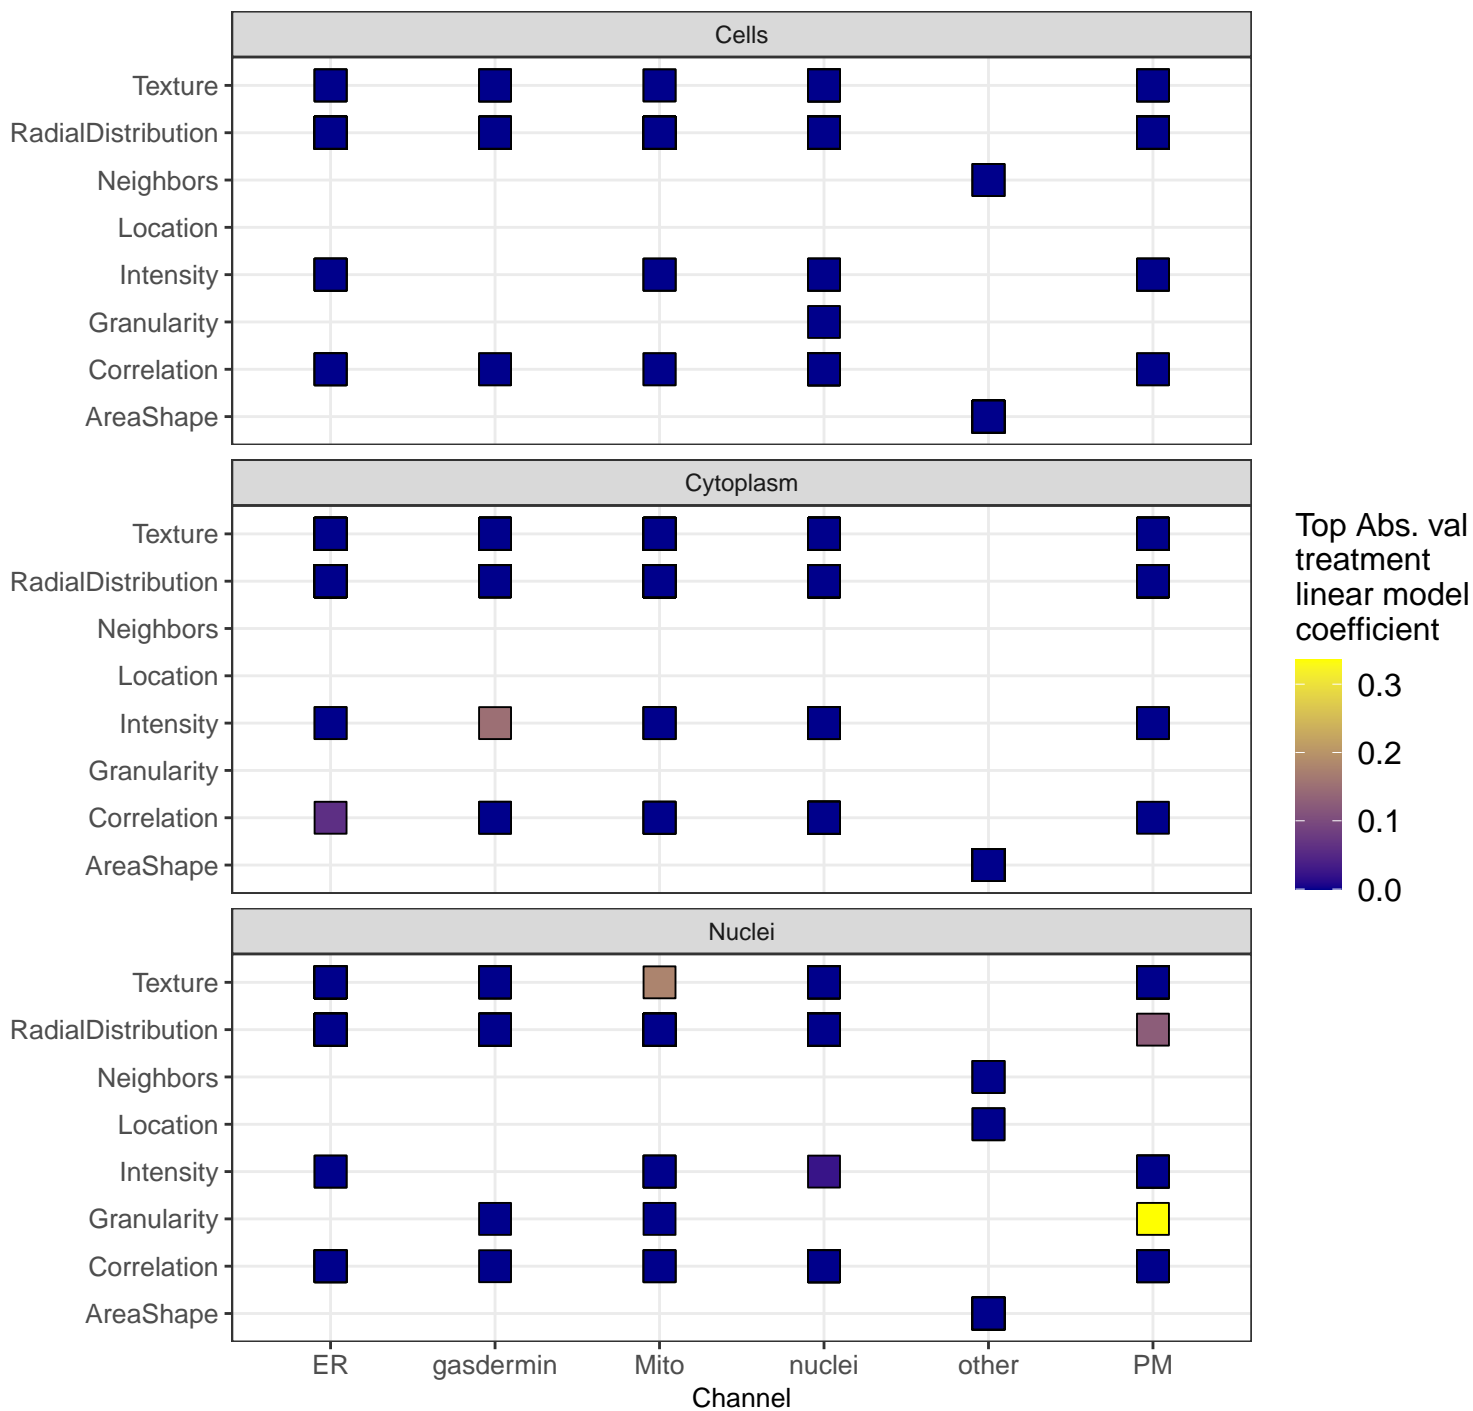 Cells
Texture
RadialDistribution
Neighbors
Location
Intensity
Granularity
Correlation
AreaShape
Cytoplasm
Texture
RadialDistribution
Neighbors
Location
Intensity
Granularity
Correlation
AreaShape
Nuclei
Texture
RadialDistribution
Neighbors
Location
Intensity
Granularity
Correlation
AreaShape
ER gasdermin Mito nuclei other PM
Channel
Top Abs. val
treatment
linear model
coefficient
0.3
0.2
0.1
0.0